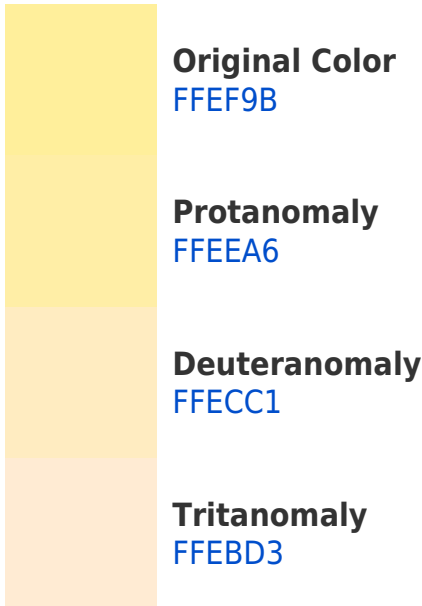 Original Color
FFEF9B
Protanomaly
FFEEA6
Deuteranomaly
FFECC1
Tritanomaly
FFEBD3